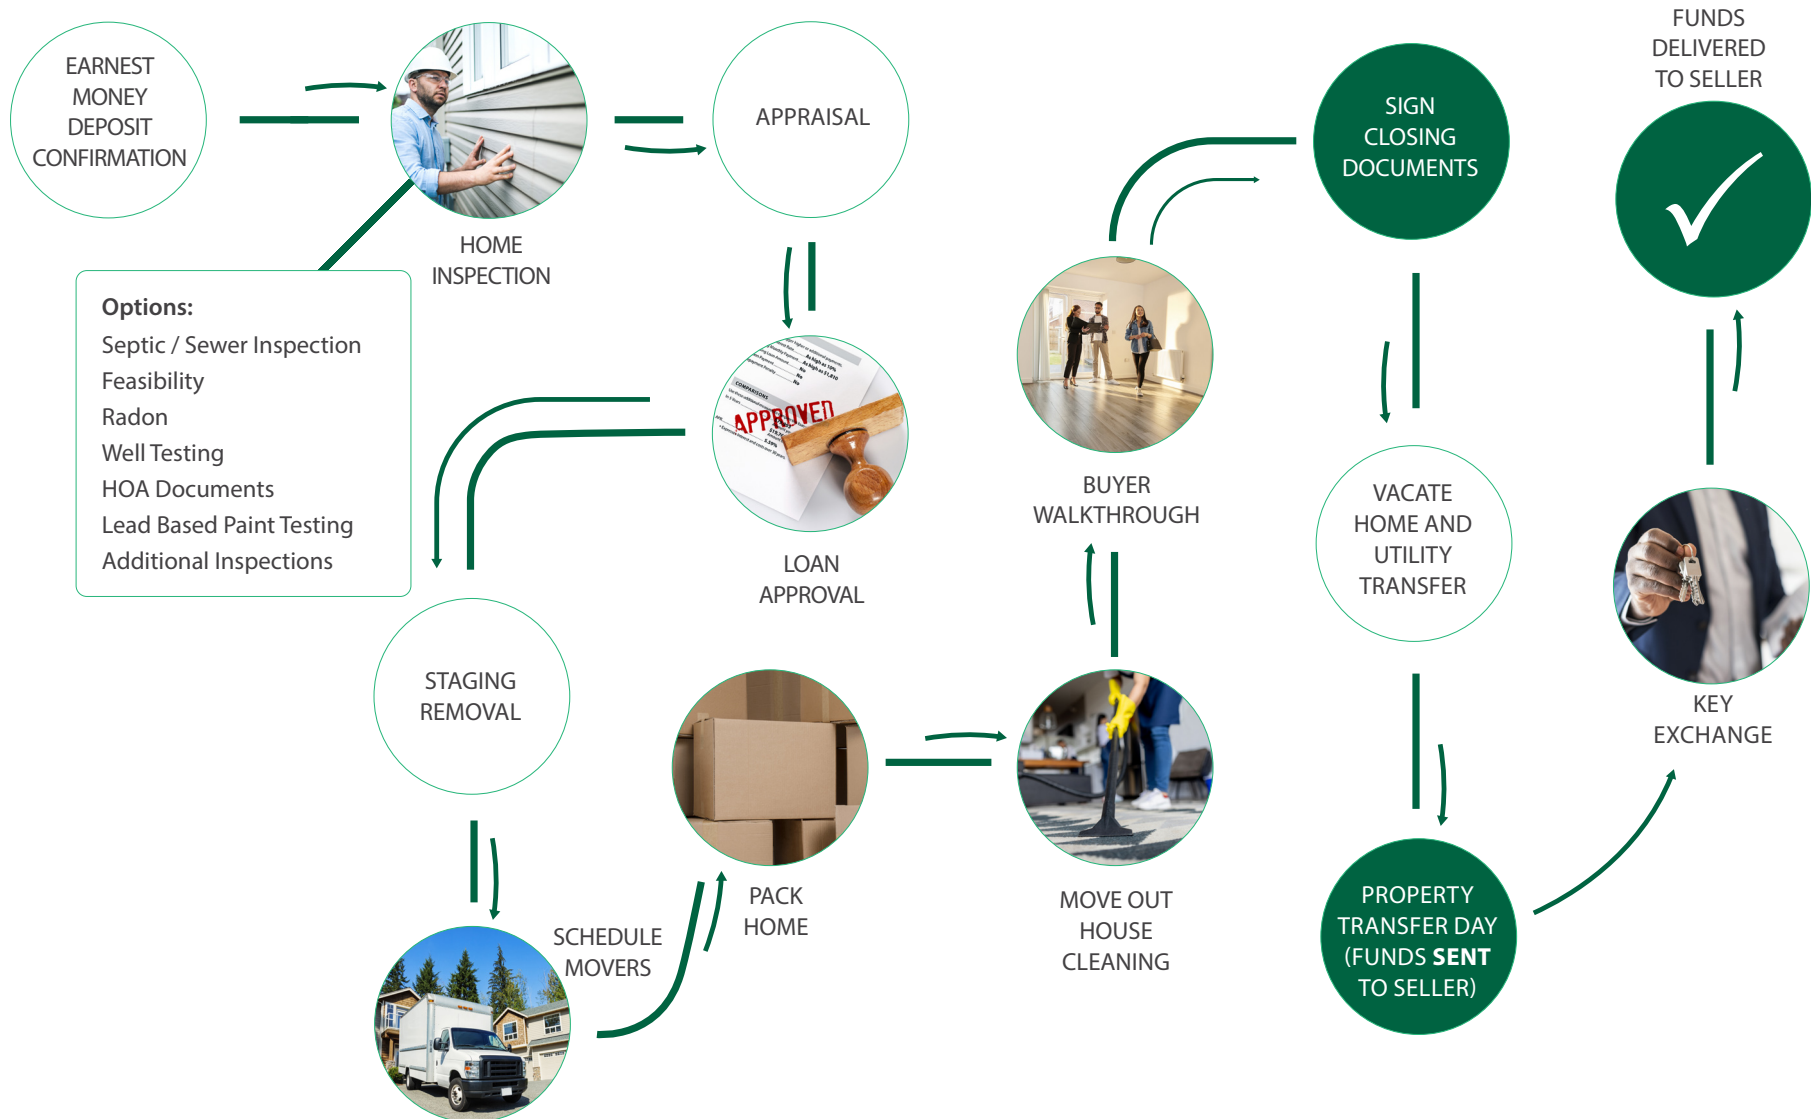 EARNEST
MONEY
DEPOSIT
CONFIRMATION
HOME
INSPECTION
Options:
Septic / Sewer Inspection
Feasibility
Radon
Well Testing
HOA Documents
Lead Based Paint Testing
Additional Inspections
APPRAISAL
COMPARISONS
APPROVED
LOAN
APPROVAL
STAGING
REMOVAL
SCHEDULE
MOVERS
PACK
HOME
MOVE OUT
HOUSE
CLEANING
BUYER
WALKTHROUGH
SIGN
CLOSING
DOCUMENTS
VACATE
HOME AND
UTILITY
TRANSFER
PROPERTY
TRANSFER DAY
(FUNDS SENT
TO SELLER)
KEY
EXCHANGE
FUNDS
DELIVERED
TO SELLER